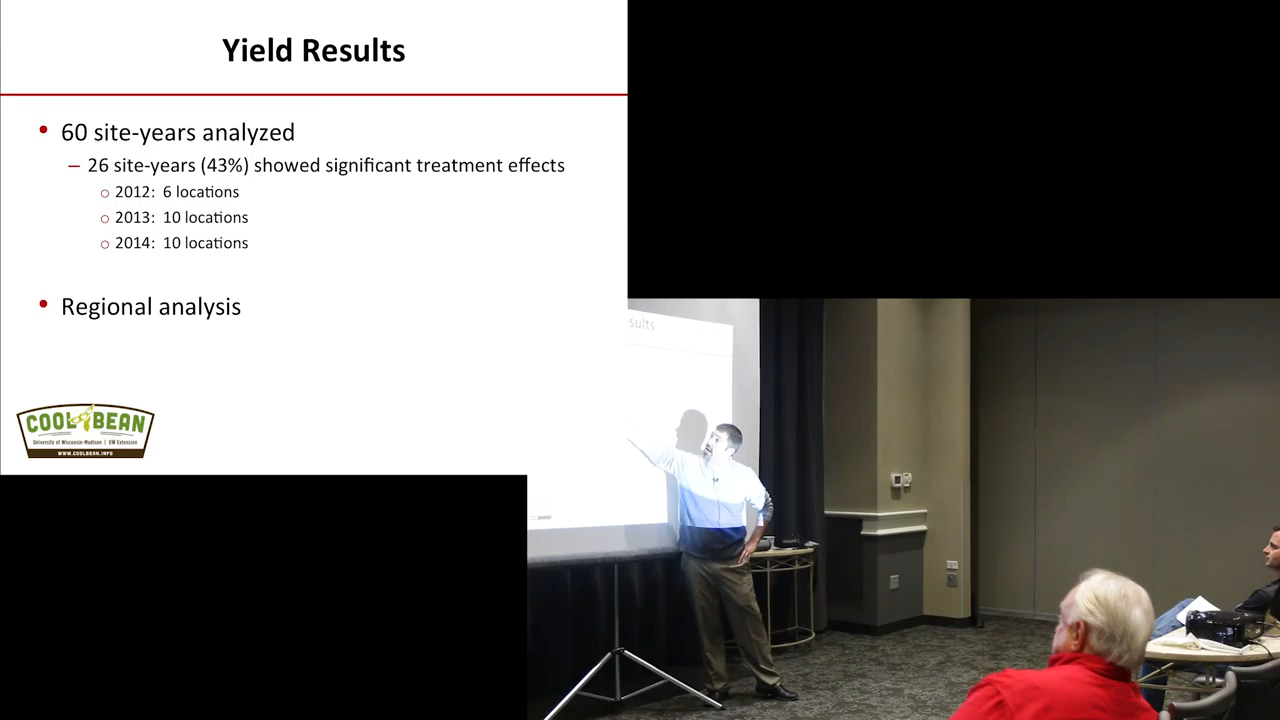 Yield Results
• 60 site-years analyzed
– 26 site-years (43%) showed significant treatment effects
○ 2012: 6 locations
○ 2013: 10 locations
○ 2014: 10 locations
• Regional analysis
COOL BEAN
University of Wisconsin-Madison | UW Extension
WWW.COOLBEAN.INFO
sults